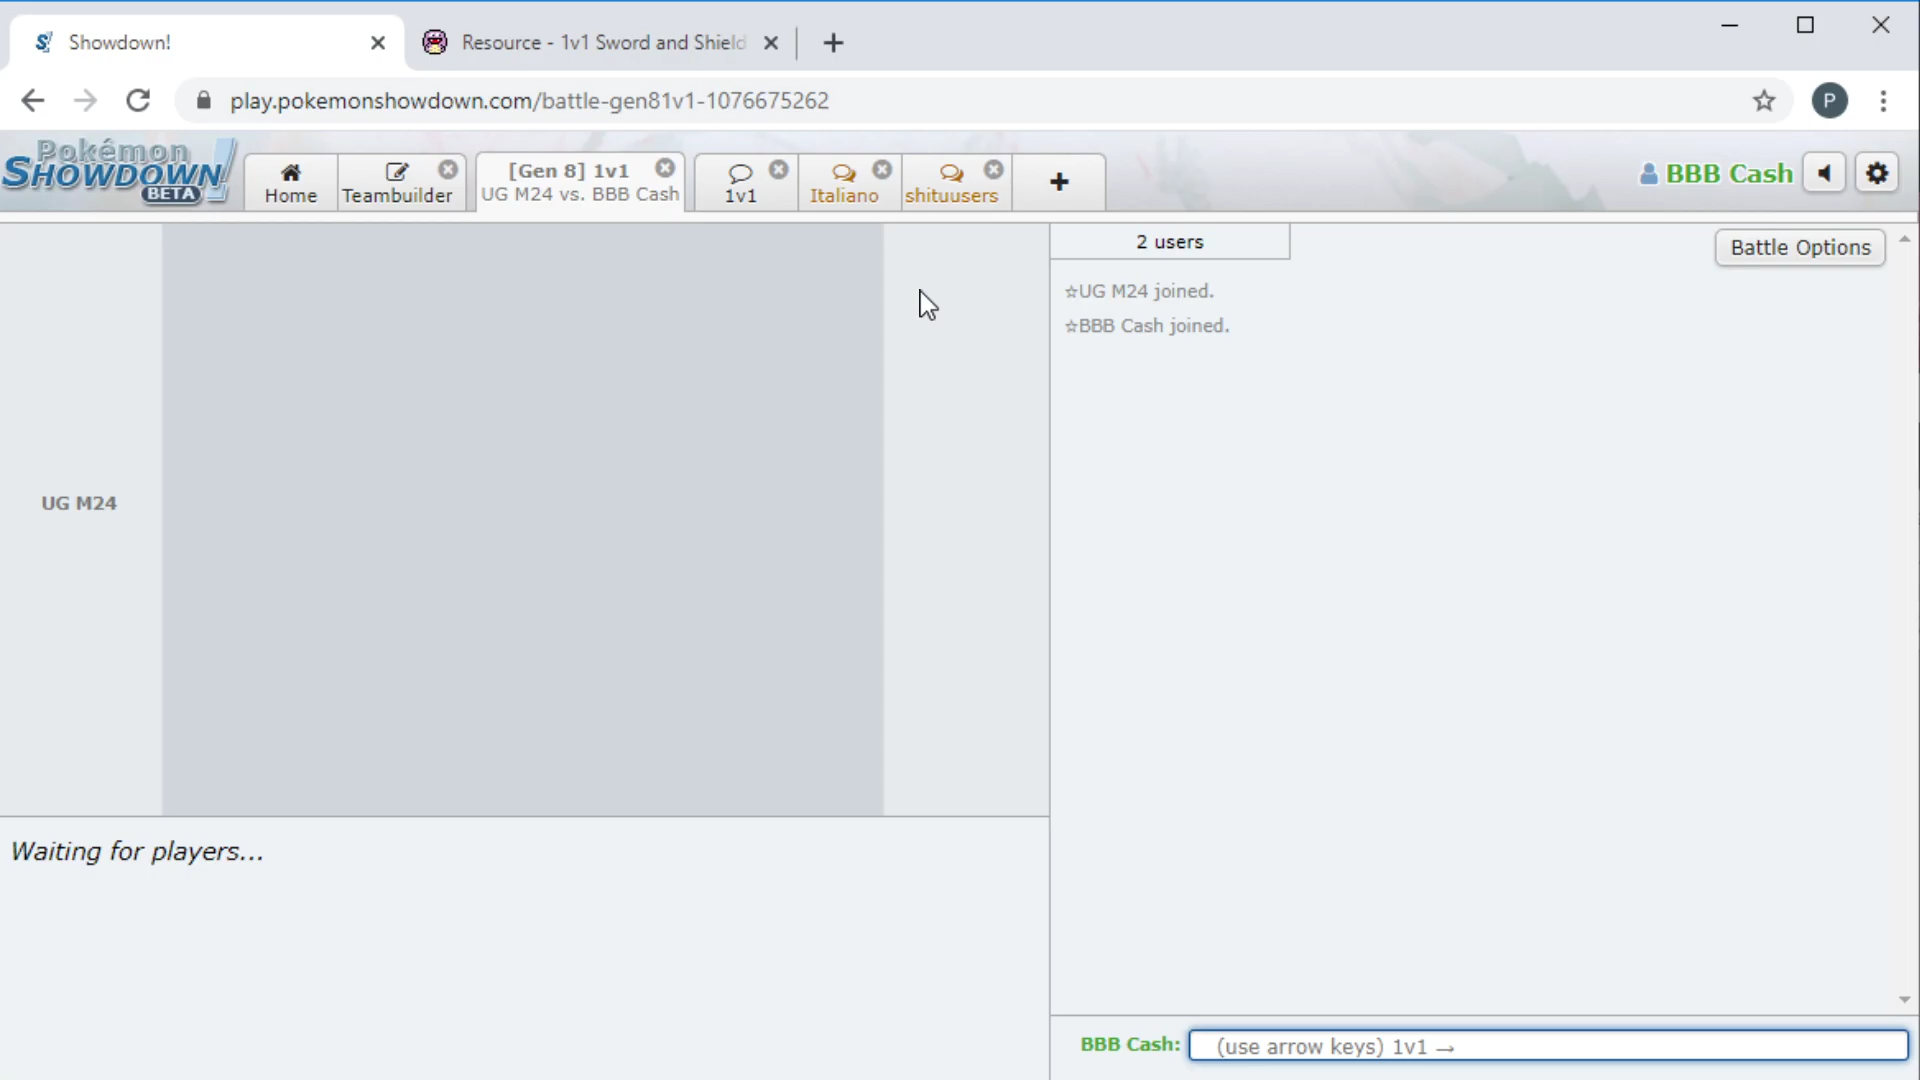 Showdown!
Resource - 1v1 Sword and Shield
play.pokemonshowdown.com/battle-gen81v1-1076675262
P
Pokémon
SHOWDOWN!
BETA
Home
Teambuilder
[Gen 8] 1v1
UG M24 vs. BBB Cash
1v1
Italiano
shituusers
BBB Cash
2 users
Battle Options
☆UG M24 joined.
☆BBB Cash joined.
UG M24
Waiting for players...
BBB Cash:
(use arrow keys) 1v1 →